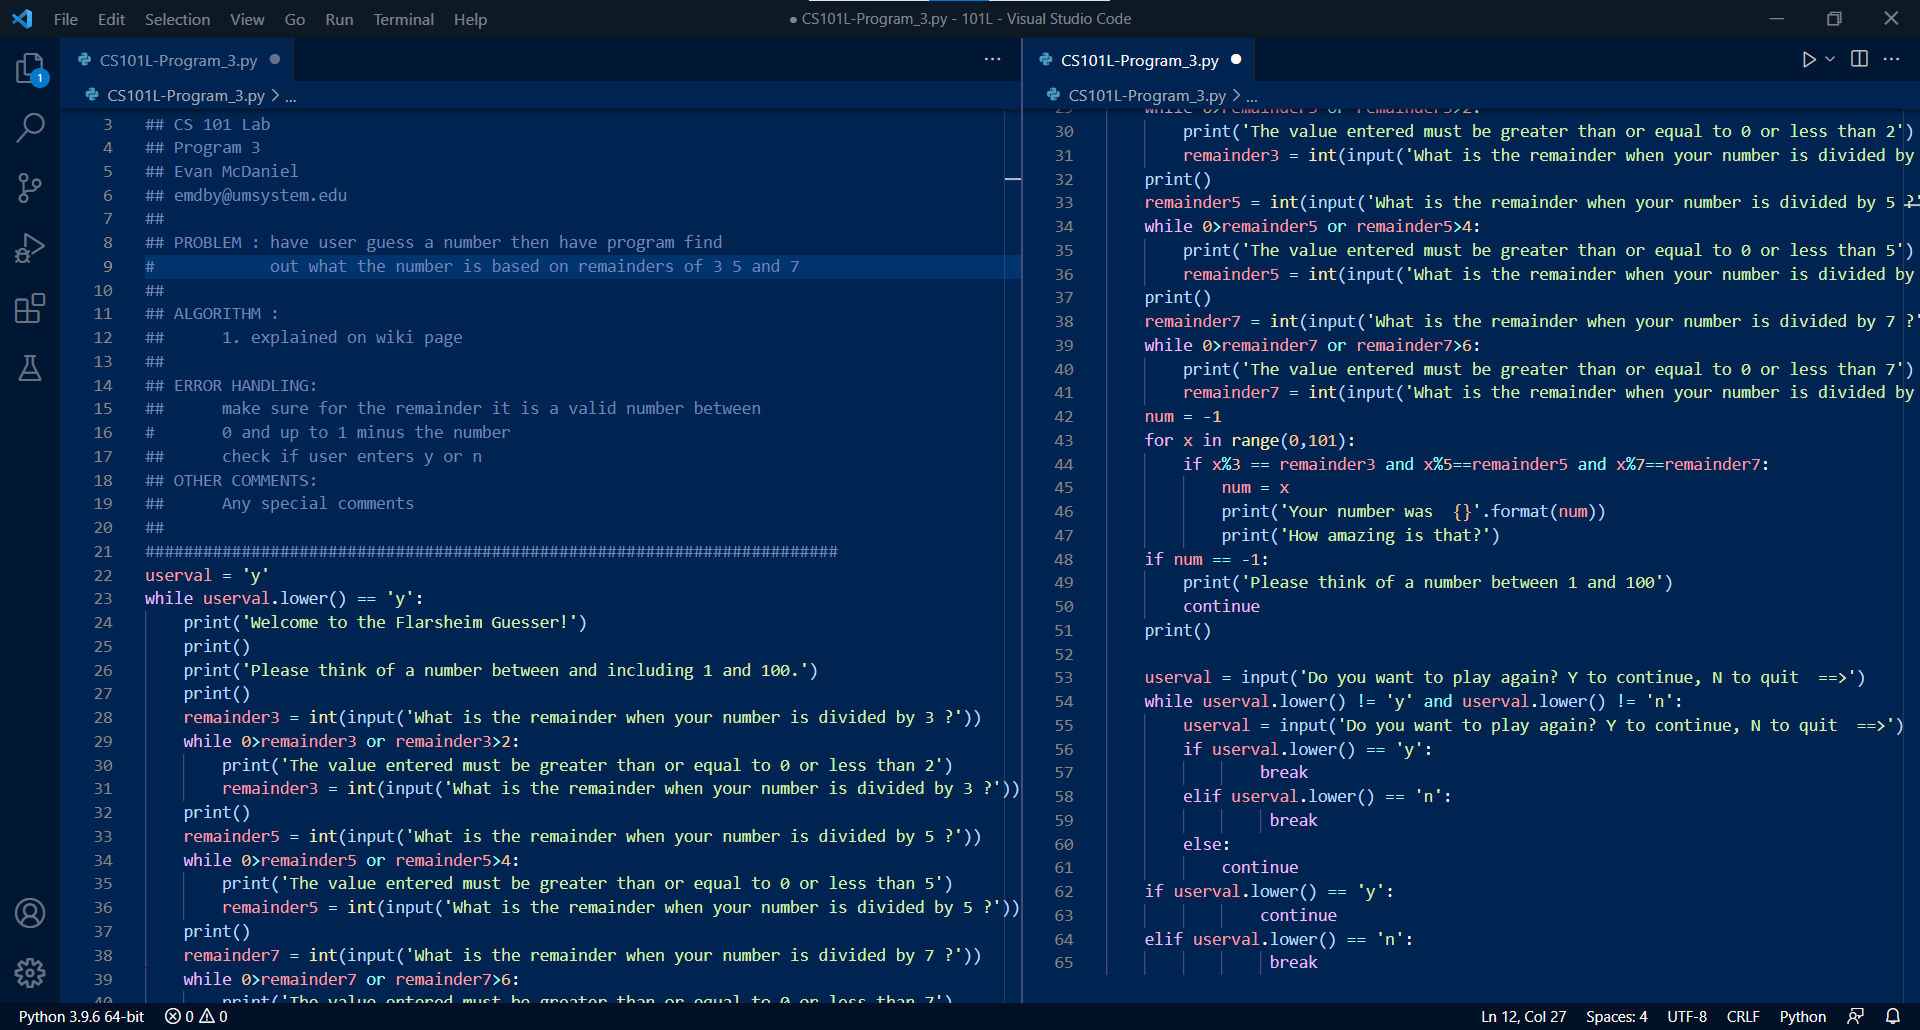 File Edit Selection View Go Run Terminal Help
● CS101L-Program_3.py - 101L - Visual Studio Code
1
CS101L-Program_3.py ●
CS101L-Program_3.py > ...
3 ## CS 101 Lab
4 ## Program 3
5 ## Evan McDaniel
6 ## emdby@umsystem.edu
7 ##
8 ## PROBLEM : have user guess a number then have program find
9 #            out what the number is based on remainders of 3 5 and 7
10 ##
11 ## ALGORITHM :
12 ##      1. explained on wiki page
13 ##
14 ## ERROR HANDLING:
15 ##      make sure for the remainder it is a valid number between
16 #       0 and up to 1 minus the number
17 ##      check if user enters y or n
18 ## OTHER COMMENTS:
19 ##      Any special comments
20 ##
21 ########################################################################
22 userval = 'y'
23 while userval.lower() == 'y':
24     print('Welcome to the Flarsheim Guesser!')
25     print()
26     print('Please think of a number between and including 1 and 100.')
27     print()
28     remainder3 = int(input('What is the remainder when your number is divided by 3 ?'))
29     while 0>remainder3 or remainder3>2:
30         print('The value entered must be greater than or equal to 0 or less than 2')
31         remainder3 = int(input('What is the remainder when your number is divided by 3 ?'))
32     print()
33     remainder5 = int(input('What is the remainder when your number is divided by 5 ?'))
34     while 0>remainder5 or remainder5>4:
35         print('The value entered must be greater than or equal to 0 or less than 5')
36         remainder5 = int(input('What is the remainder when your number is divided by 5 ?'))
37     print()
38     remainder7 = int(input('What is the remainder when your number is divided by 7 ?'))
39     while 0>remainder7 or remainder7>6:
40         print('The value entered must be greater than or equal to 0 or less than 7')
CS101L-Program_3.py ●
CS101L-Program_3.py > ...
29     while 0>remainder3 or remainder3>2:
30         print('The value entered must be greater than or equal to 0 or less than 2')
31         remainder3 = int(input('What is the remainder when your number is divided by
32     print()
33     remainder5 = int(input('What is the remainder when your number is divided by 5 ?'
34     while 0>remainder5 or remainder5>4:
35         print('The value entered must be greater than or equal to 0 or less than 5')
36         remainder5 = int(input('What is the remainder when your number is divided by
37     print()
38     remainder7 = int(input('What is the remainder when your number is divided by 7 ?'
39     while 0>remainder7 or remainder7>6:
40         print('The value entered must be greater than or equal to 0 or less than 7')
41         remainder7 = int(input('What is the remainder when your number is divided by
42     num = -1
43     for x in range(0,101):
44         if x%3 == remainder3 and x%5==remainder5 and x%7==remainder7:
45             num = x
46             print('Your number was  {}'.format(num))
47             print('How amazing is that?')
48     if num == -1:
49         print('Please think of a number between 1 and 100')
50         continue
51     print()
52
53     userval = input('Do you want to play again? Y to continue, N to quit  ==>')
54     while userval.lower() != 'y' and userval.lower() != 'n':
55         userval = input('Do you want to play again? Y to continue, N to quit  ==>')
56         if userval.lower() == 'y':
57                 break
58         elif userval.lower() == 'n':
59                  break
60         else:
61             continue
62     if userval.lower() == 'y':
63                 continue
64     elif userval.lower() == 'n':
65                  break
Python 3.9.6 64-bit 0 0
Ln 12, Col 27 Spaces: 4 UTF-8 CRLF Python